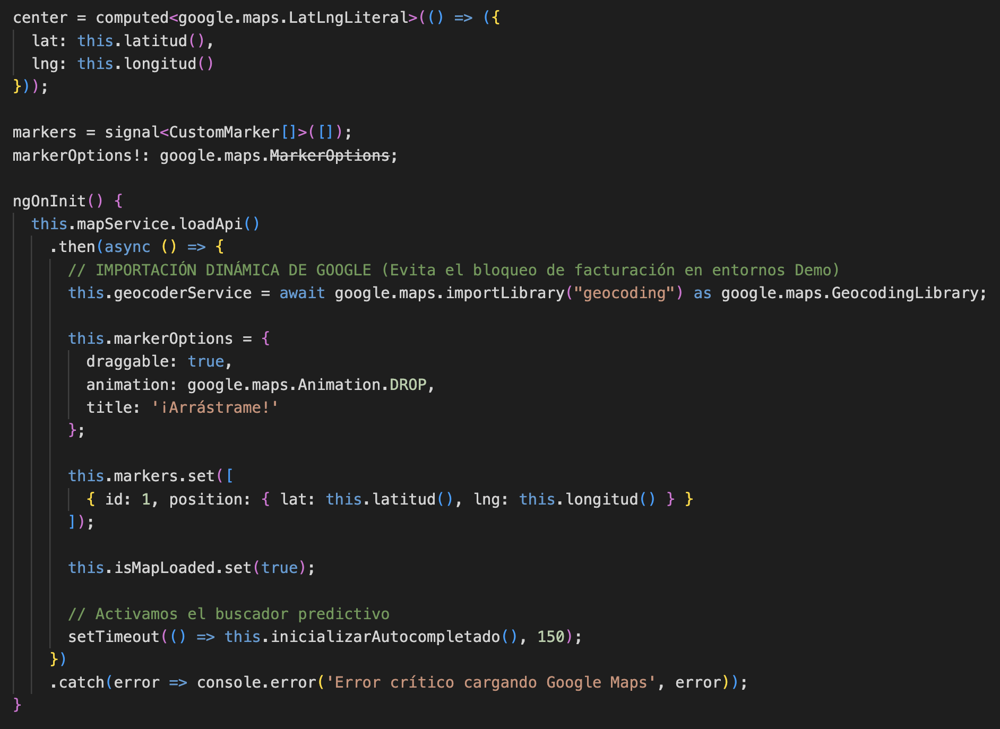 center = computed<google.maps.LatLngLiteral>(() => ({
  lat: this.latitud(),
  lng: this.longitud()
}));

markers = signal<CustomMarker[]>([]);
markerOptions!: google.maps.MarkerOptions;

ngOnInit() {
  this.mapService.loadApi()
    .then(async () => {
      // IMPORTACIÓN DINÁMICA DE GOOGLE (Evita el bloqueo de facturación en entornos Demo)
      this.geocoderService = await google.maps.importLibrary("geocoding") as google.maps.GeocodingLibrary;

      this.markerOptions = {
        draggable: true,
        animation: google.maps.Animation.DROP,
        title: '¡Arrástrame!'
      };

      this.markers.set([
        { id: 1, position: { lat: this.latitud(), lng: this.longitud() } }
      ]);

      this.isMapLoaded.set(true);

      // Activamos el buscador predictivo
      setTimeout(() => this.inicializarAutocompletado(), 150);
    })
    .catch(error => console.error('Error crítico cargando Google Maps', error));
}